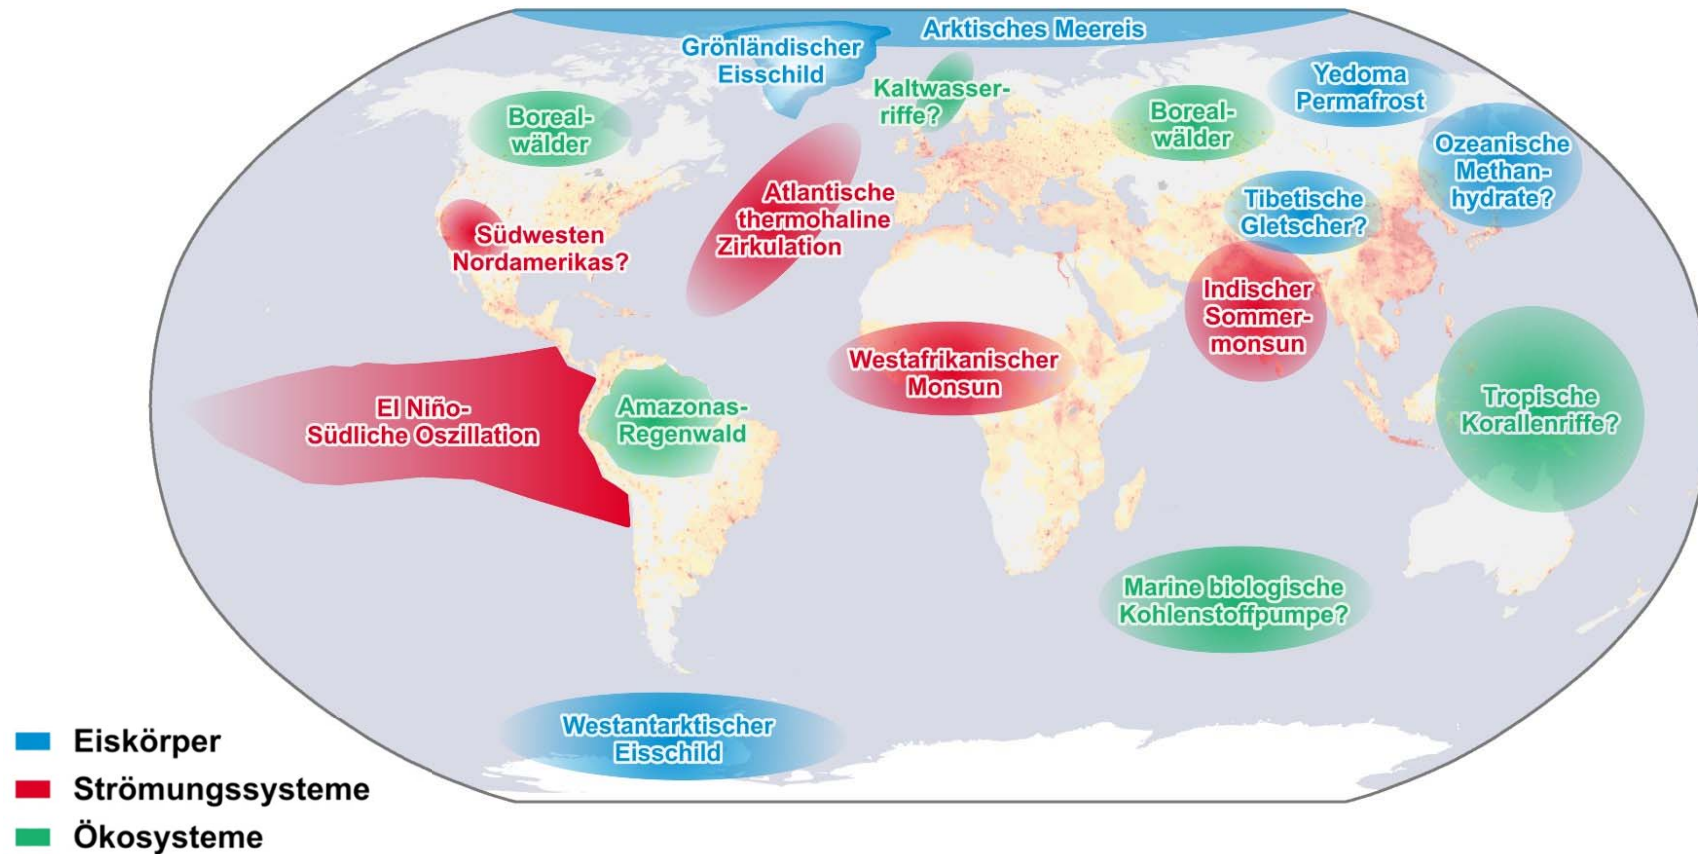 Arktisches Meereis
Grönländischer
Eisschild
Kaltwasser-
riffe?
Yedoma
Permafrost
Boreal-
wälder
Boreal-
wälder
Ozeanische
Methan-
hydrate?
Atlantische
thermohaline
Zirkulation
Tibetische
Gletscher?
Südwesten
Nordamerikas?
Indischer
Sommer-
monsun
Westafrikanischer
Monsun
El Niño-
Südliche Oszillation
Amazonas-
Regenwald
Tropische
Korallenriffe?
Marine biologische
Kohlenstoffpumpe?
Westantarktischer
Eisschild
Eiskörper
Strömungssysteme
Ökosysteme